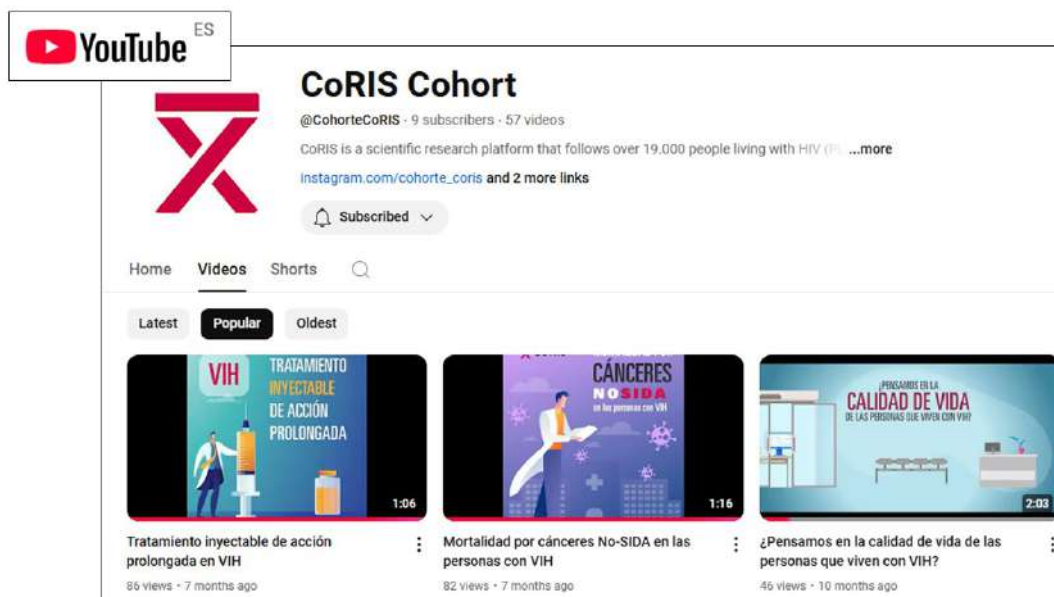 YouTube ES
CoRIS Cohort
@CohorteCoRIS · 9 subscribers · 57 videos
CoRIS is a scientific research platform that follows over 19.000 people living with HIV ...more
instagram.com/cohorte_coris and 2 more links
Subscribed
Home Videos Shorts
Latest Popular Oldest
VIH
TRATAMIENTO
INYECTABLE
DE ACCIÓN
PROLONGADA
1:06
CÁNCERES
NO SIDA
en las personas con VIH
1:16
¿PENSAMOS EN LA
CALIDAD DE VIDA
DE LAS PERSONAS QUE VIVEN CON VIH?
2:03
Tratamiento inyectable de acción
prolongada en VIH
86 views · 7 months ago
Mortalidad por cánceres No-SIDA en las
personas con VIH
82 views · 7 months ago
¿Pensamos en la calidad de vida de las
personas que viven con VIH?
46 views · 10 months ago